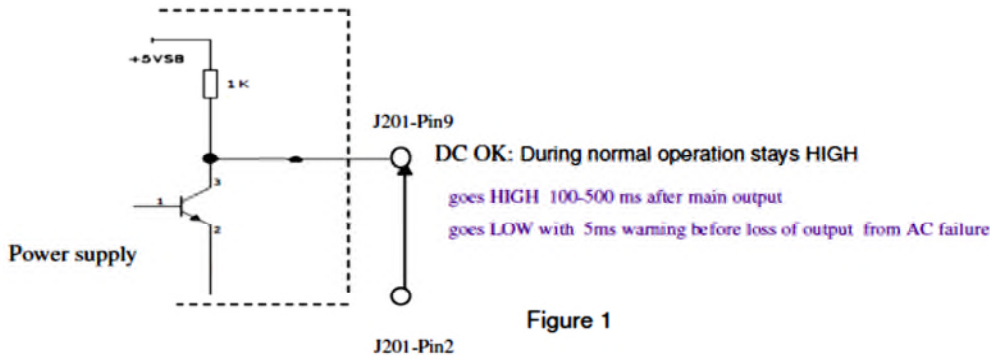 +5VSB
1K
J201-Pin9
DC OK: During normal operation stays HIGH
3
goes HIGH 100-500 ms after main output
1
goes LOW with 5ms warning before loss of output from AC failure
2
Power supply
Figure 1
J201-Pin2